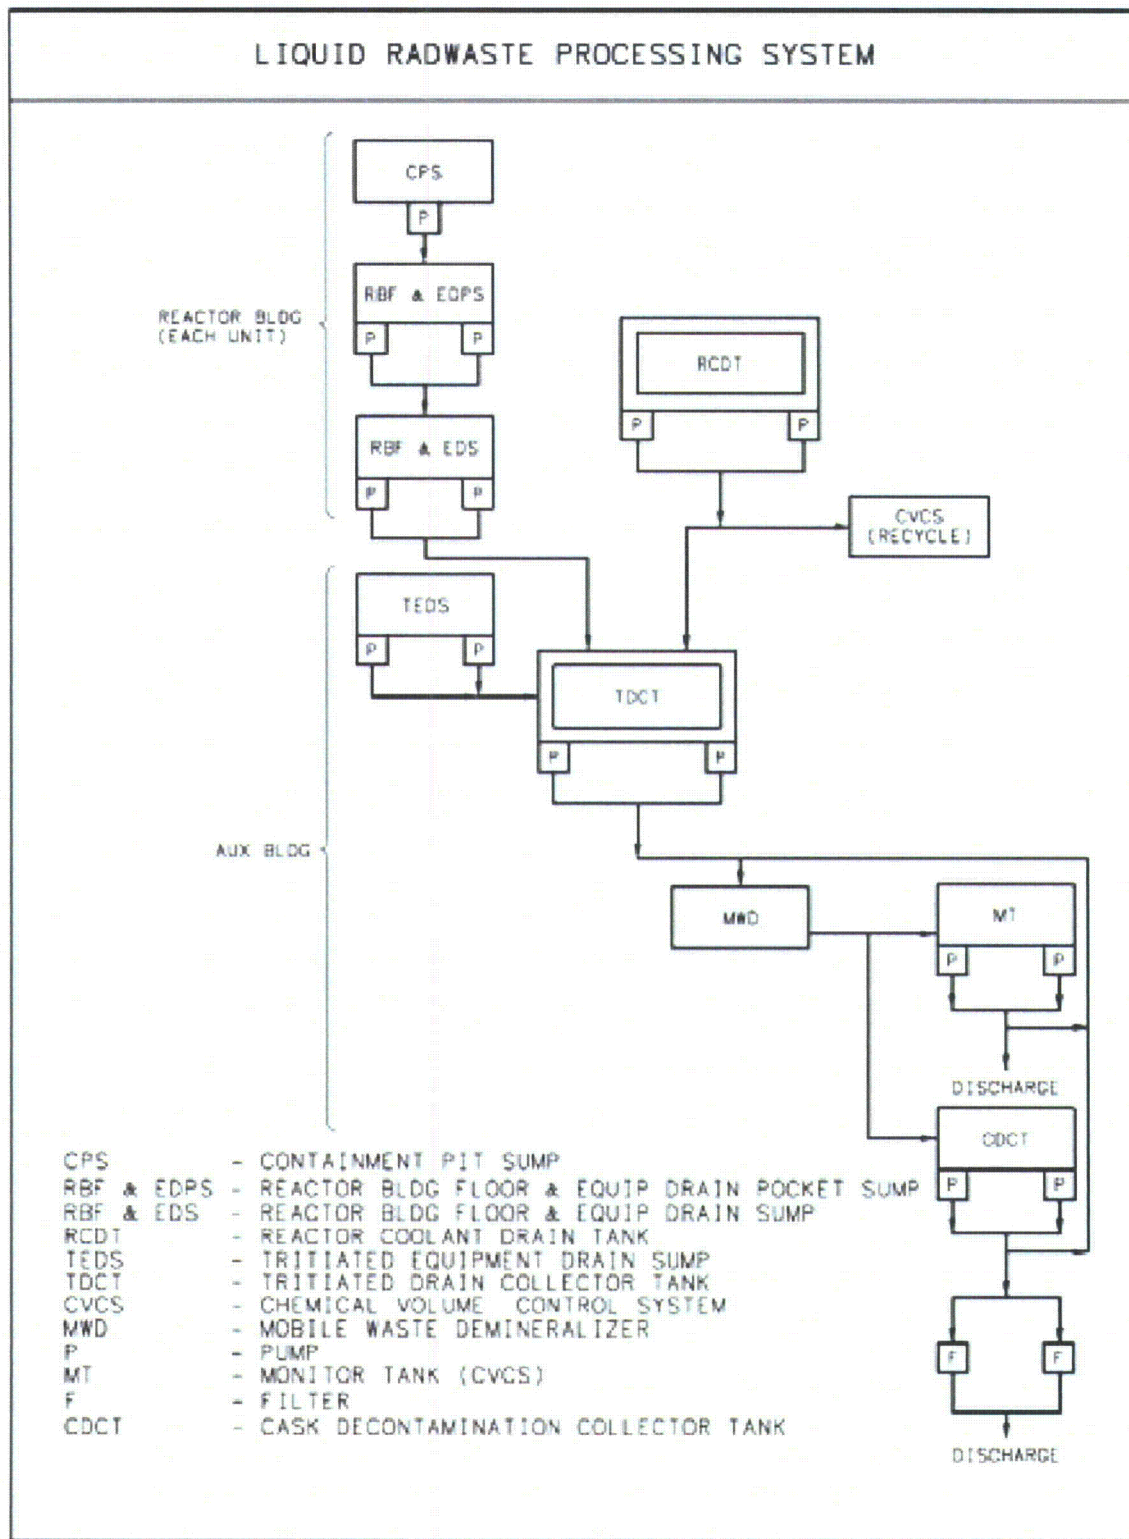 LIQUID RADWASTE PROCESSING SYSTEM
CPS
P
RBF & EDPS
P P
REACTOR BLDG
(EACH UNIT)
RCDT
P P
RBF & EDS
P P
CVCS
(RECYCLE)
TEDS
P P
TDCT
P P
AUX BLDG
MWD
MT
P P
DISCHARGE
CDCT
P P
F F
DISCHARGE
CPS - CONTAINMENT PIT SUMP
RBF & EDPS - REACTOR BLDG FLOOR & EQUIP DRAIN POCKET SUMP
RBF & EDS - REACTOR BLDG FLOOR & EQUIP DRAIN SUMP
RCDT - REACTOR COOLANT DRAIN TANK
TEDS - TRITIATED EQUIPMENT DRAIN SUMP
TDCT - TRITIATED DRAIN COLLECTOR TANK
CVCS - CHEMICAL VOLUME CONTROL SYSTEM
MWD - MOBILE WASTE DEMINERALIZER
P - PUMP
MT - MONITOR TANK (CVCS)
F - FILTER
CDCT - CASK DECONTAMINATION COLLECTOR TANK